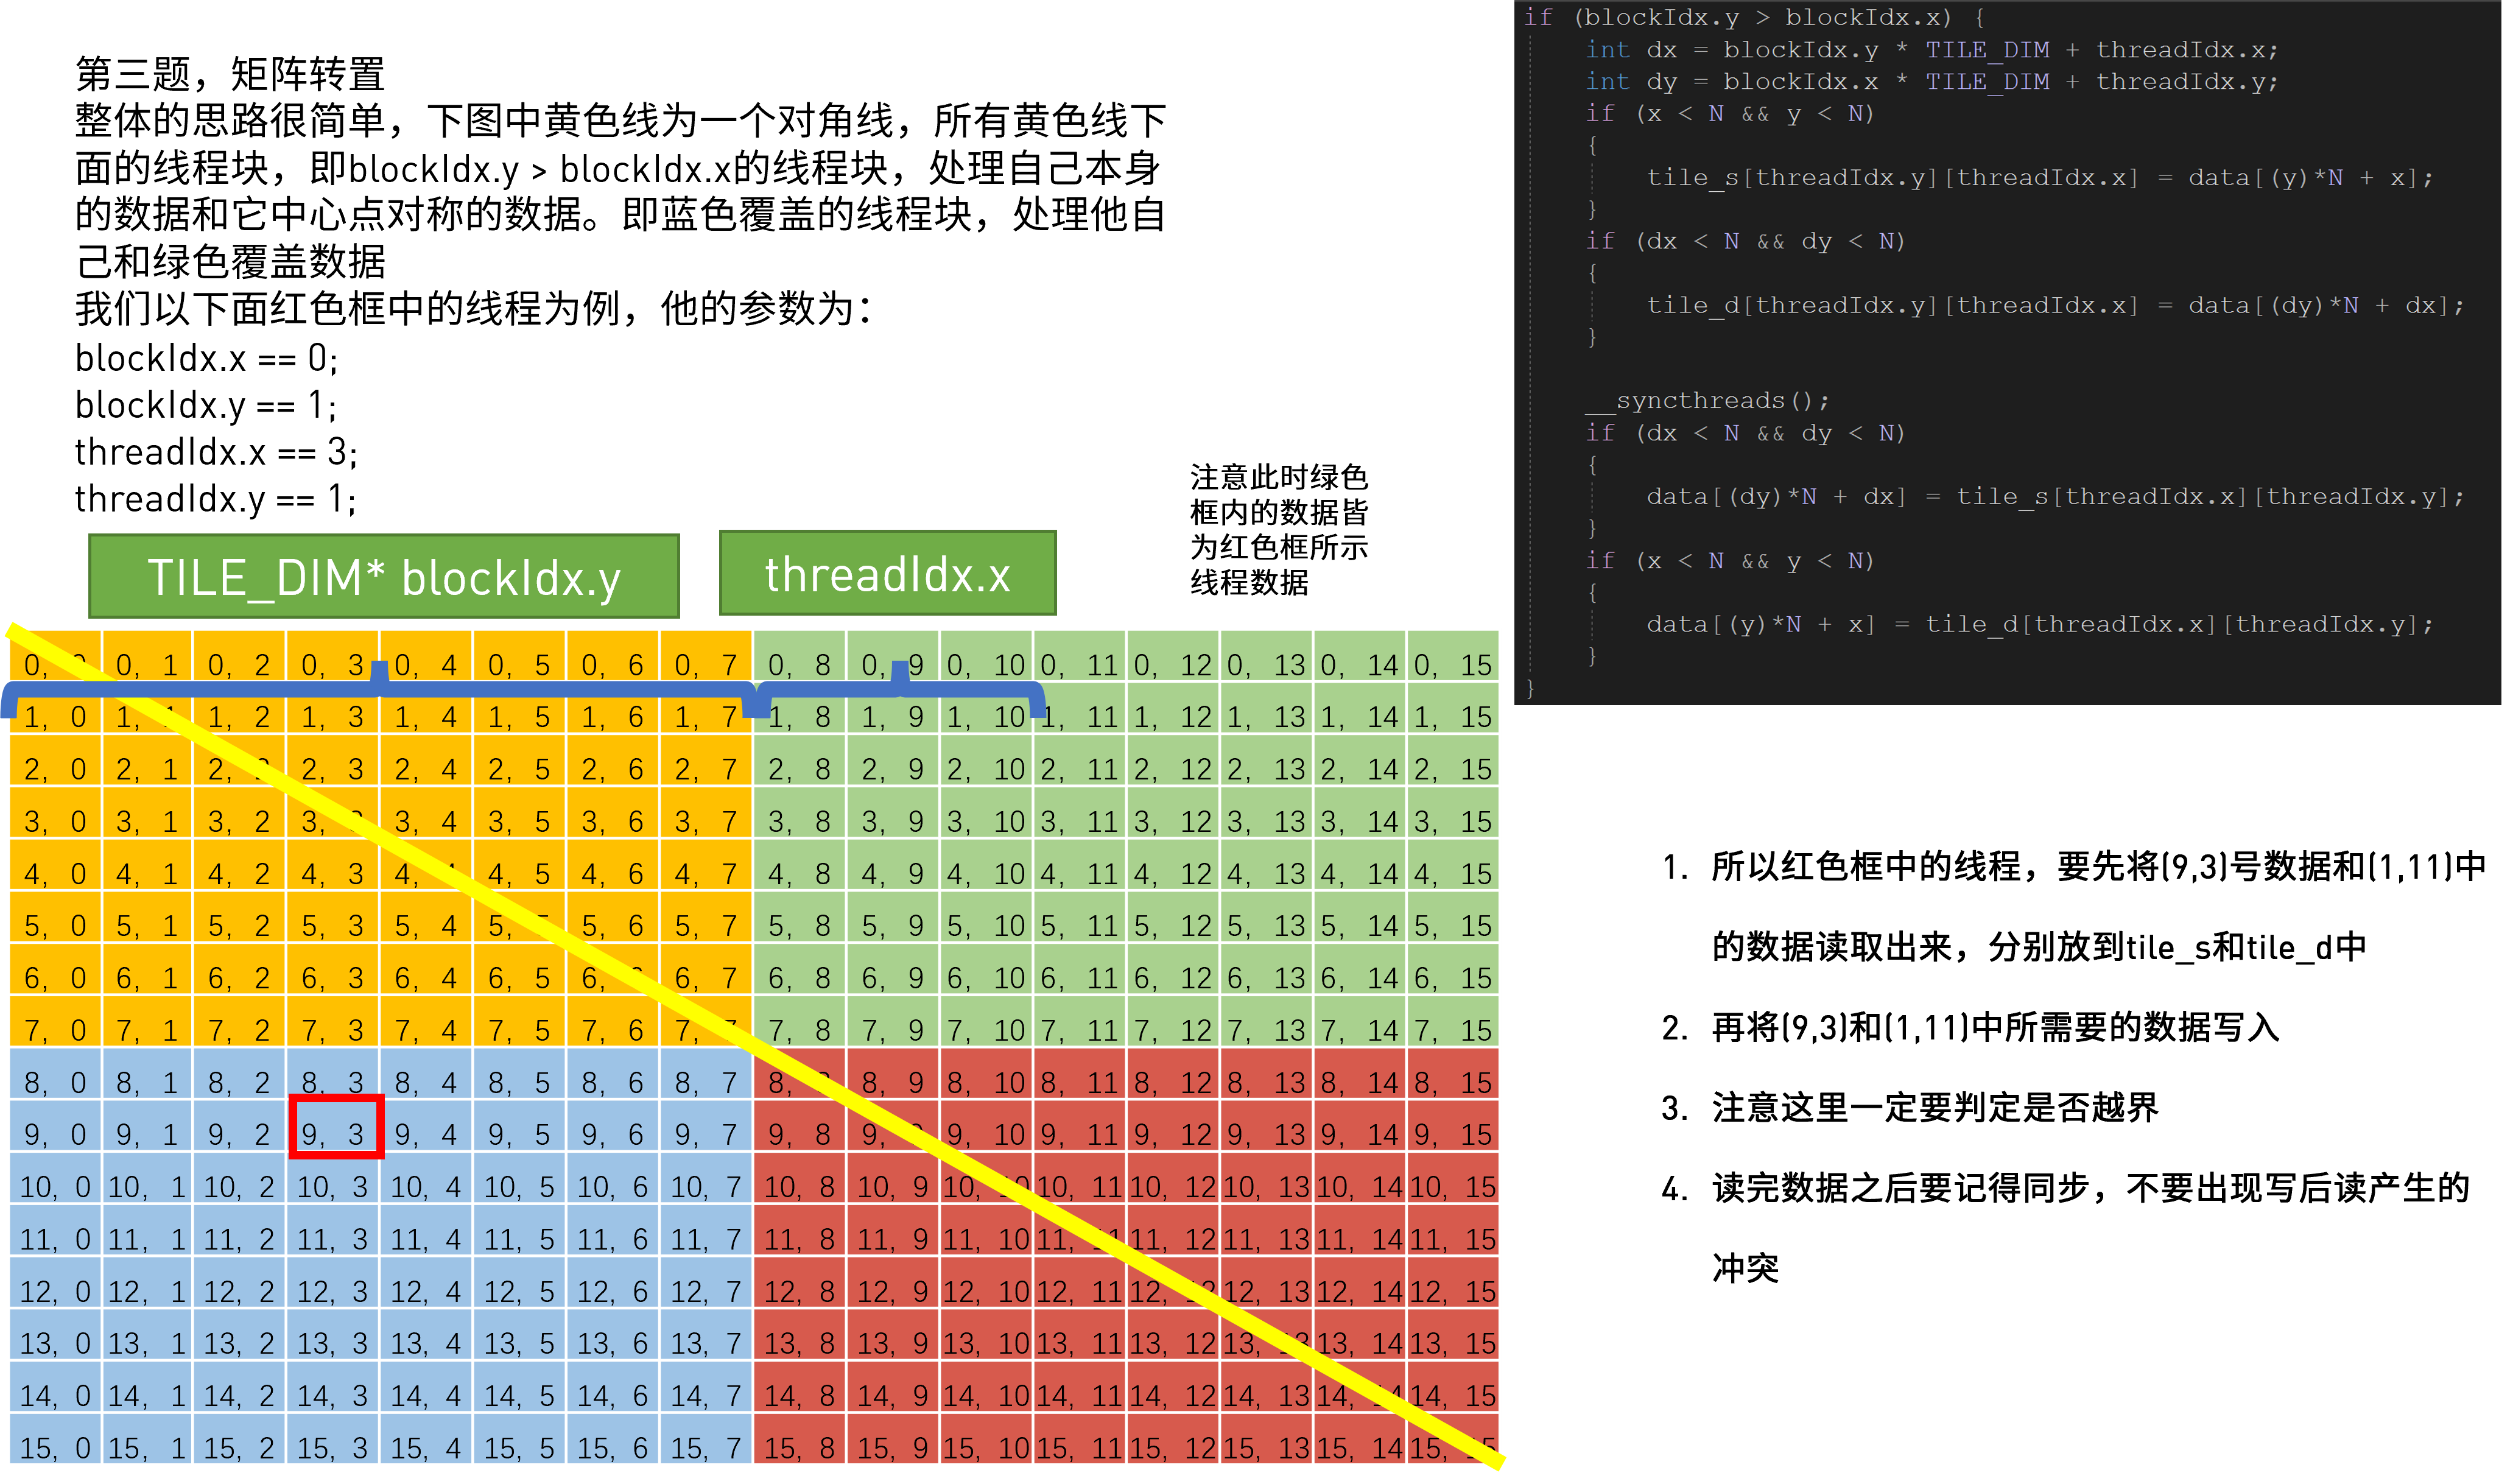 第三题，矩阵转置
整体的思路很简单，下图中黄色线为一个对角线，所有黄色线下
面的线程块，即blockIdx.y > blockIdx.x的线程块，处理自己本身
的数据和它中心点对称的数据。即蓝色覆盖的线程块，处理他自
己和绿色覆盖数据
我们以下面红色框中的线程为例，他的参数为：
blockIdx.x == 0;
blockIdx.y == 1;
threadIdx.x == 3;
threadIdx.y == 1;
注意此时绿色
框内的数据皆
为红色框所示
线程数据
TILE_DIM* blockIdx.y
threadIdx.x
0, 0, 1 0, 2 0, 3 0, 4 0, 5 0, 6 0, 7 0, 8 0, 9 0, 10 0, 11 0, 12 0, 13 0, 14 0, 15
1, 0 1, 1, 2 1, 3 1, 4 1, 5 1, 6 1, 7 1, 8 1, 9 1, 10 1, 11 1, 12 1, 13 1, 14 1, 15
2, 0 2, 1 2, 2, 3 2, 4 2, 5 2, 6 2, 7 2, 8 2, 9 2, 10 2, 11 2, 12 2, 13 2, 14 2, 15
3, 0 3, 1 3, 2 3, 3, 4 3, 5 3, 6 3, 7 3, 8 3, 9 3, 10 3, 11 3, 12 3, 13 3, 14 3, 15
4, 0 4, 1 4, 2 4, 3 4, 4, 5 4, 6 4, 7 4, 8 4, 9 4, 10 4, 11 4, 12 4, 13 4, 14 4, 15
5, 0 5, 1 5, 2 5, 3 5, 4 5, 5, 6 5, 7 5, 8 5, 9 5, 10 5, 11 5, 12 5, 13 5, 14 5, 15
6, 0 6, 1 6, 2 6, 3 6, 4 6, 5 6, 6, 7 6, 8 6, 9 6, 10 6, 11 6, 12 6, 13 6, 14 6, 15
7, 0 7, 1 7, 2 7, 3 7, 4 7, 5 7, 6 7, 7, 8 7, 9 7, 10 7, 11 7, 12 7, 13 7, 14 7, 15
8, 0 8, 1 8, 2 8, 3 8, 4 8, 5 8, 6 8, 7 8, 8, 9 8, 10 8, 11 8, 12 8, 13 8, 14 8, 15
9, 0 9, 1 9, 2 9, 3 9, 4 9, 5 9, 6 9, 7 9, 8 9, 9, 10 9, 11 9, 12 9, 13 9, 14 9, 15
10, 0 10, 1 10, 2 10, 3 10, 4 10, 5 10, 6 10, 7 10, 8 10, 9 10, 10, 11 10, 12 10, 13 10, 14 10, 15
11, 0 11, 1 11, 2 11, 3 11, 4 11, 5 11, 6 11, 7 11, 8 11, 9 11, 10 11, 11, 12 11, 13 11, 14 11, 15
12, 0 12, 1 12, 2 12, 3 12, 4 12, 5 12, 6 12, 7 12, 8 12, 9 12, 10 12, 11 12, 12, 13 12, 14 12, 15
13, 0 13, 1 13, 2 13, 3 13, 4 13, 5 13, 6 13, 7 13, 8 13, 9 13, 10 13, 11 13, 12 13, 13, 14 13, 15
14, 0 14, 1 14, 2 14, 3 14, 4 14, 5 14, 6 14, 7 14, 8 14, 9 14, 10 14, 11 14, 12 14, 13 14, 14, 15
15, 0 15, 1 15, 2 15, 3 15, 4 15, 5 15, 6 15, 7 15, 8 15, 9 15, 10 15, 11 15, 12 15, 13 15, 14 15,
if (blockIdx.y > blockIdx.x) {
int dx = blockIdx.y * TILE_DIM + threadIdx.x;
int dy = blockIdx.x * TILE_DIM + threadIdx.y;
if (x < N && y < N)
{
tile_s[threadIdx.y][threadIdx.x] = data[(y)*N + x];
}
if (dx < N && dy < N)
{
tile_d[threadIdx.y][threadIdx.x] = data[(dy)*N + dx];
}
__syncthreads();
if (dx < N && dy < N)
{
data[(dy)*N + dx] = tile_s[threadIdx.x][threadIdx.y];
}
if (x < N && y < N)
{
data[(y)*N + x] = tile_d[threadIdx.x][threadIdx.y];
}
}
1. 所以红色框中的线程，要先将(9,3)号数据和(1,11)中
的数据读取出来，分别放到tile_s和tile_d中
2. 再将(9,3)和(1,11)中所需要的数据写入
3. 注意这里一定要判定是否越界
4. 读完数据之后要记得同步，不要出现写后读产生的
冲突